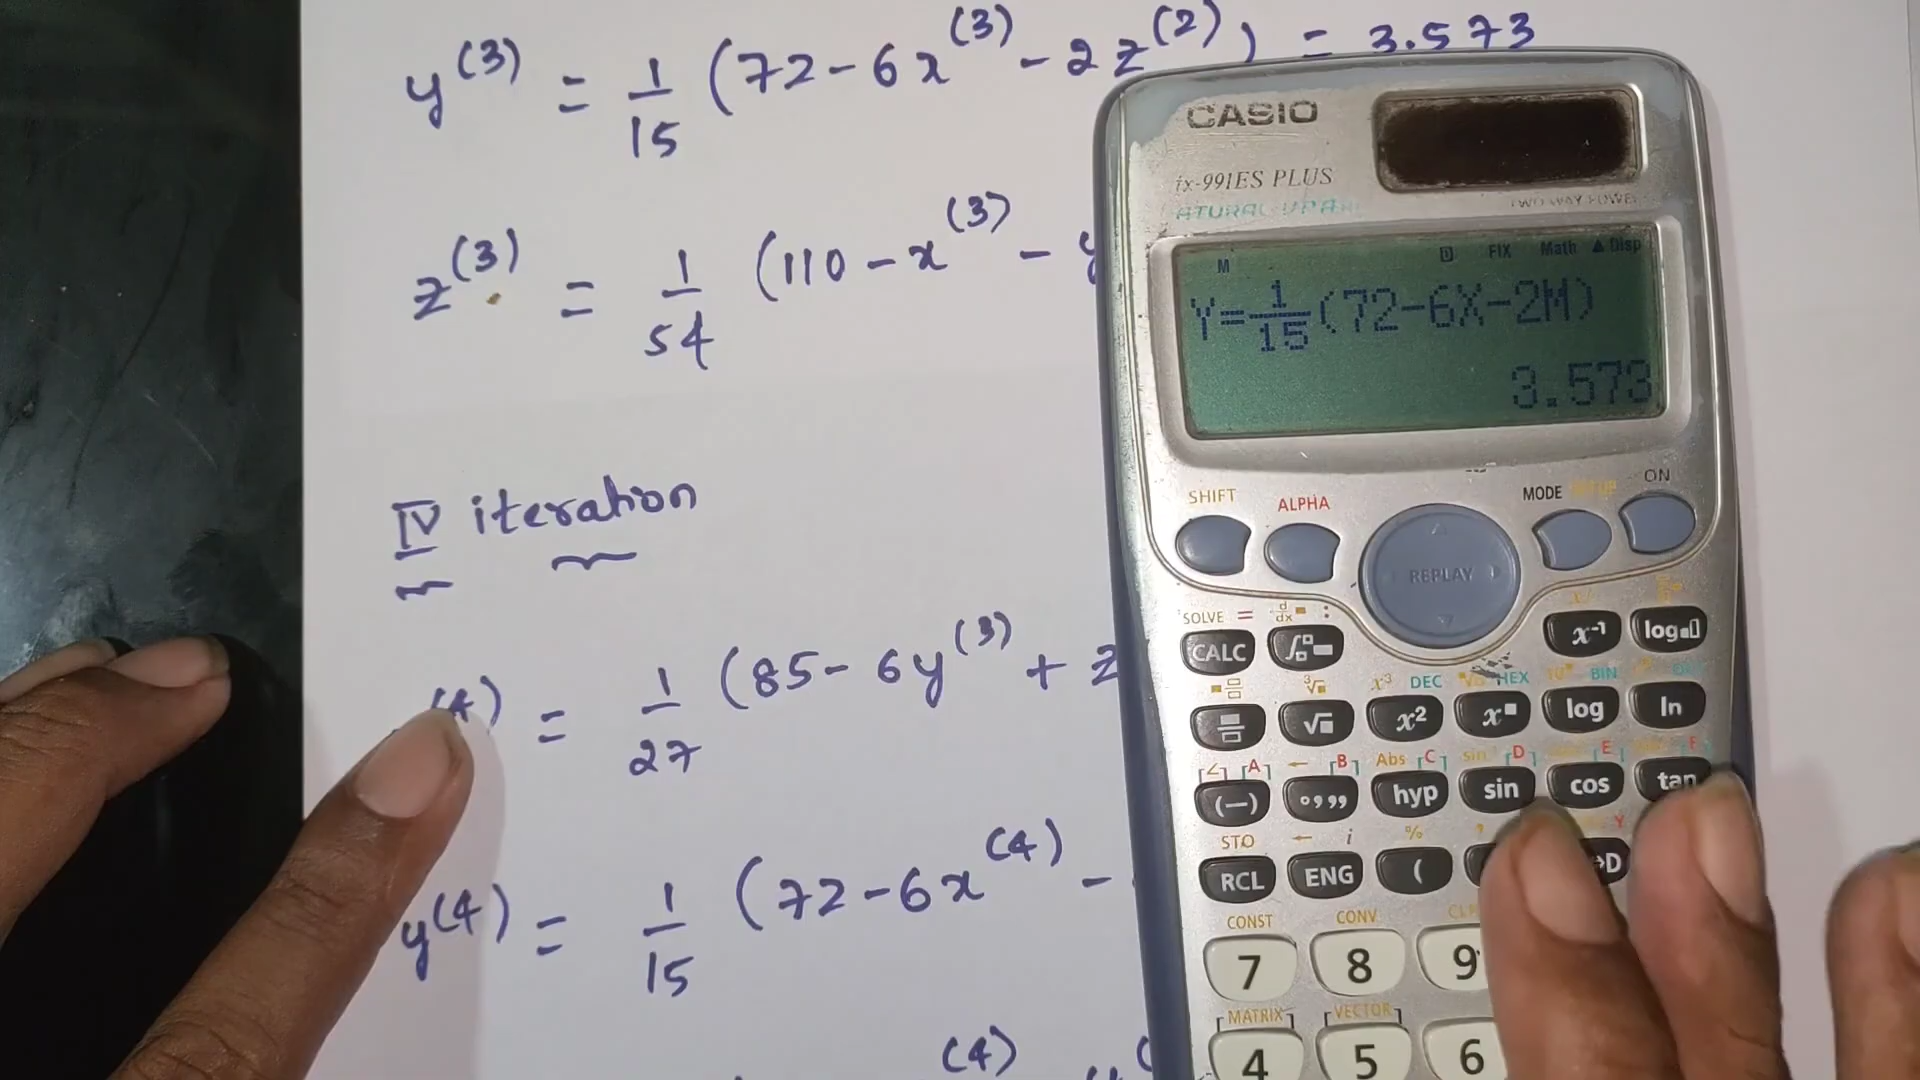 y(3) = 1/15 (72 - 6x(3) - 2z(2)) = 3.573
z(3) = 1/54 (110 - x(3) - y
IV iteration
(4) = 1/27 (85 - 6y(3) + z
y(4) = 1/15 (72 - 6x(4) -
(4)
CASIO
fx-991ES PLUS
TWO WAY POWER
M D FIX Math ▲ Disp
Y=1/15(72-6X-2M)
3.573
SHIFT ALPHA MODE ON
REPLAY
SOLVE = d/dx :
CALC ∫ x⁻¹ log
³√ x³ DEC HEX BIN
√ x² x log ln
∠ A ← B Abs C D E F
(−) °,,, hyp sin cos tan
STO ← i % Y
RCL ENG (
CONST CONV
7 8 9
MATRIX VECTOR
4 5 6